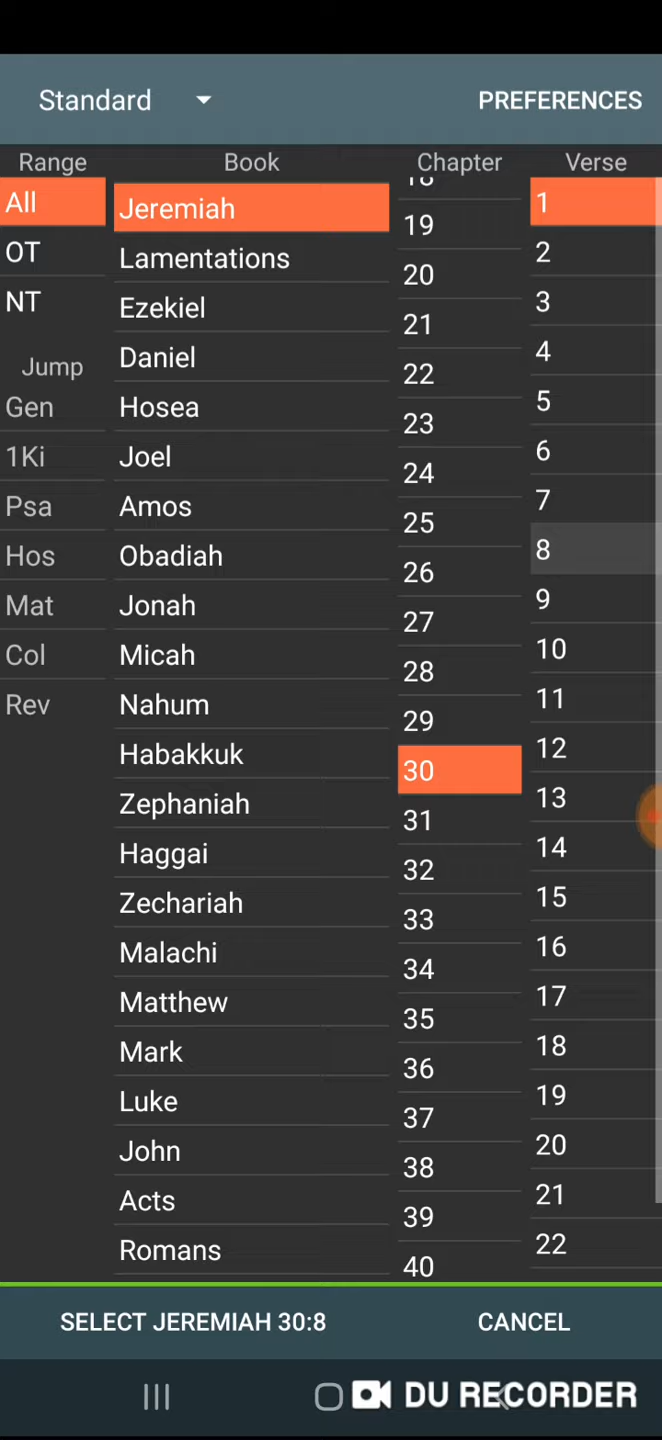 Standard
PREFERENCES
Range
Book
Chapter
Verse
All
OT
NT
Jump
Gen
1Ki
Psa
Hos
Mat
Col
Rev
Jeremiah
Lamentations
Ezekiel
Daniel
Hosea
Joel
Amos
Obadiah
Jonah
Micah
Nahum
Habakkuk
Zephaniah
Haggai
Zechariah
Malachi
Matthew
Mark
Luke
John
Acts
Romans
19
20
21
22
23
24
25
26
27
28
29
30
31
32
33
34
35
36
37
38
39
40
1
2
3
4
5
6
7
8
9
10
11
12
13
14
15
16
17
18
19
20
21
22
SELECT JEREMIAH 30:8
CANCEL
DU RECORDER